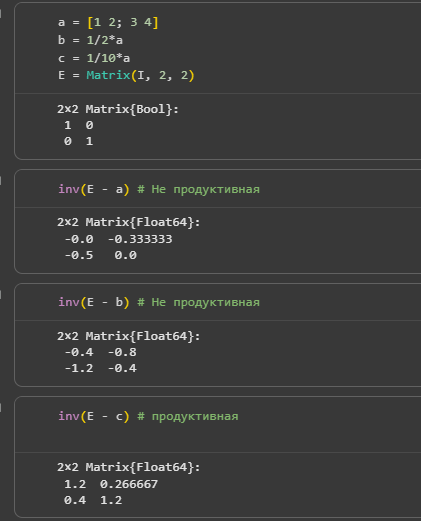 a = [1 2; 3 4]
b = 1/2*a
c = 1/10*a
E = Matrix(I, 2, 2)
2×2 Matrix{Bool}:
1  0
0  1
inv(E - a) # Не продуктивная
2×2 Matrix{Float64}:
-0.0  -0.333333
-0.5   0.0
inv(E - b) # Не продуктивная
2×2 Matrix{Float64}:
-0.4  -0.8
-1.2  -0.4
inv(E - c) # продуктивная
2×2 Matrix{Float64}:
1.2  0.266667
0.4  1.2